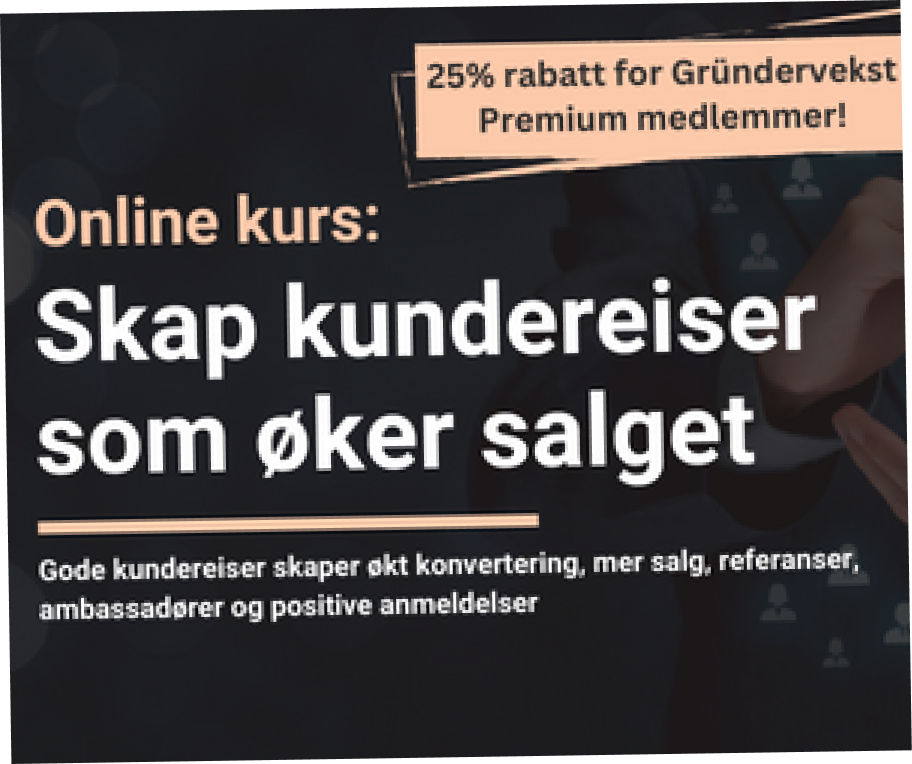 25% rabatt for Gründervekst
Premium medlemmer!
Online kurs:
Skap kundereiser
som øker salget
Gode kundereiser skaper økt konvertering, mer salg, referanser,
ambassadører og positive anmeldelser